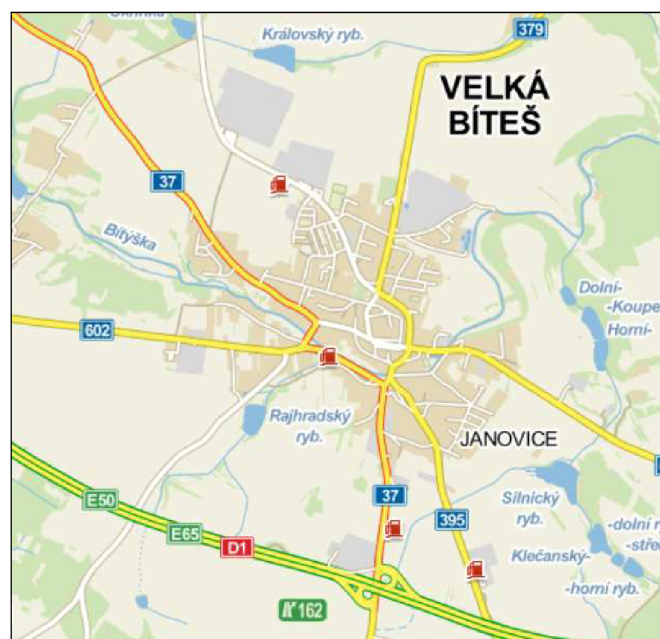 Královský ryb.
379
VELKÁ
BÍTEŠ
37
Bítýška
Dolní-
-Koupe
Horní-
602
Rajhradský
ryb.
JANOVICE
E50
37
Silnický
ryb.
395
E65
D1
-dolní
-stře
Klečanský-
-horní ryb.
162